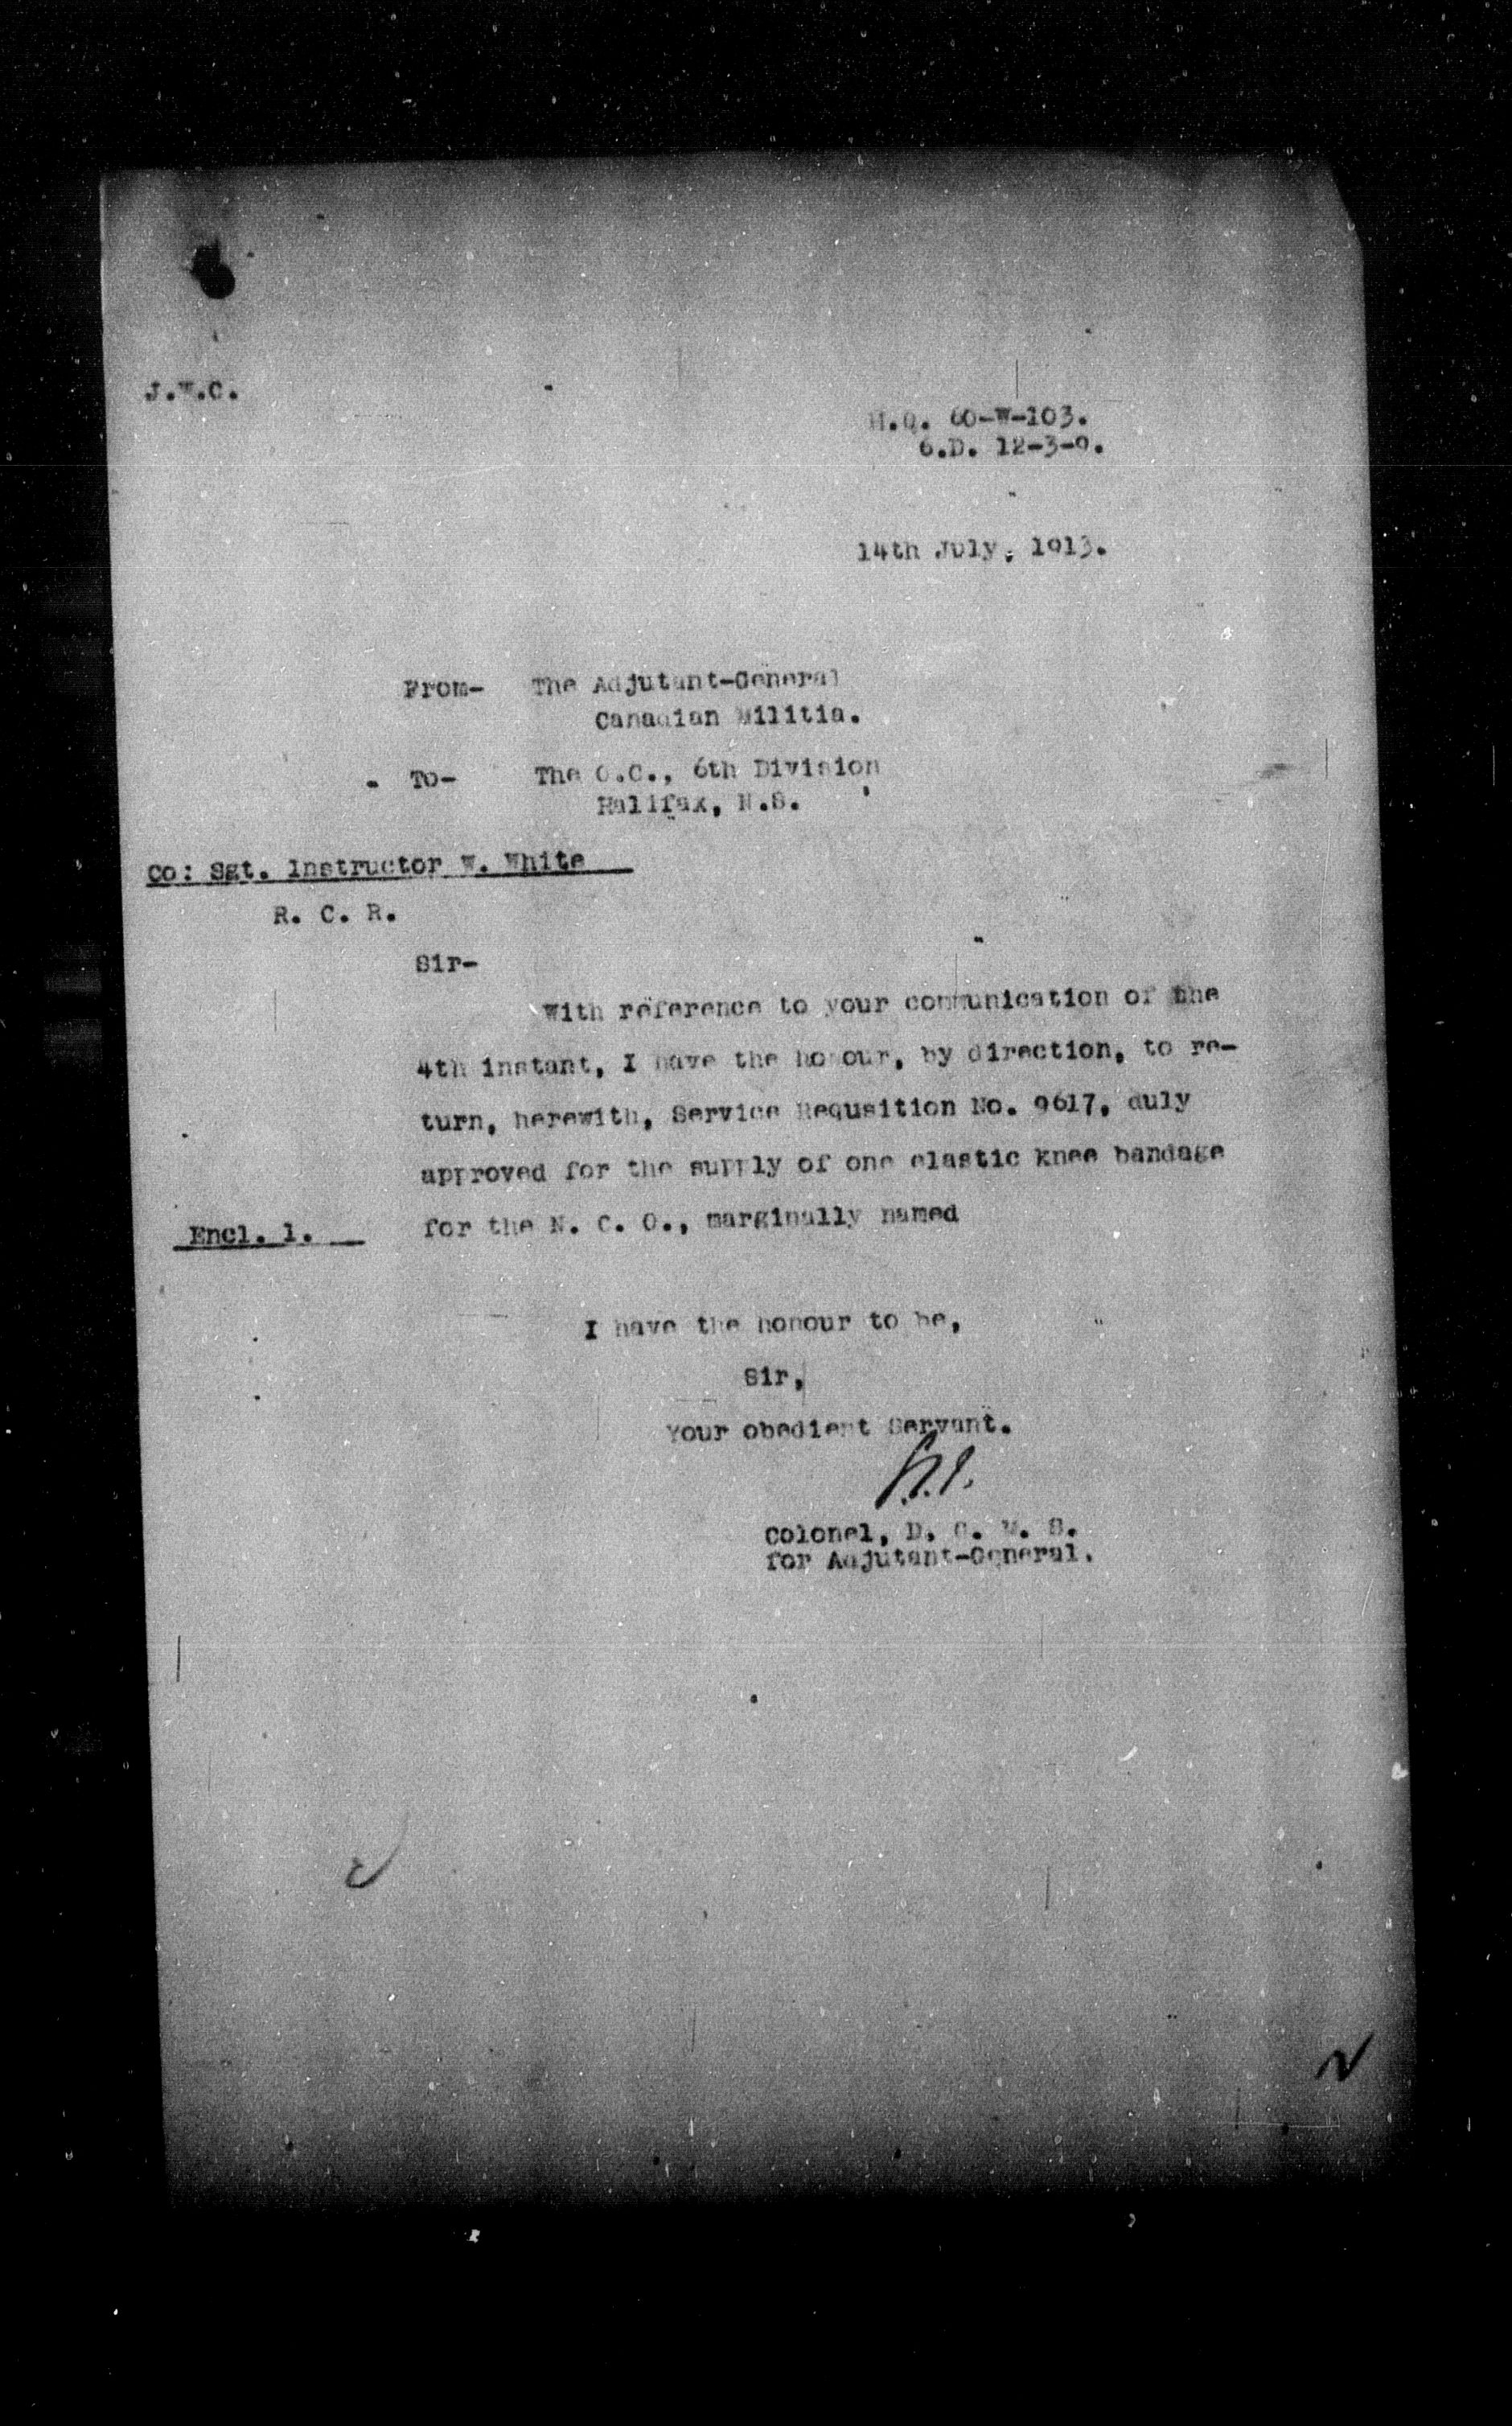 J.W.C.
H.Q. 60-W-103.
6.D. 12-3-9.
14th July, 1913.
From- The Adjutant-General
Canadian Militia.
To- The O.C., 6th Division
Halifax, N.S.
Co: Sgt. Instructor W. White
R. C. R.
Sir-
With reference to your communication of the
4th instant, I have the honour, by direction, to re-
turn, herewith, Service Requsition No. 9617, duly
approved for the supply of one elastic knee bandage
for the N. C. O., marginally named
Encl. 1.
I have the honour to be,
Sir,
Your obedient Servant.
Colonel, D. G. M. S.
for Adjutant-General.